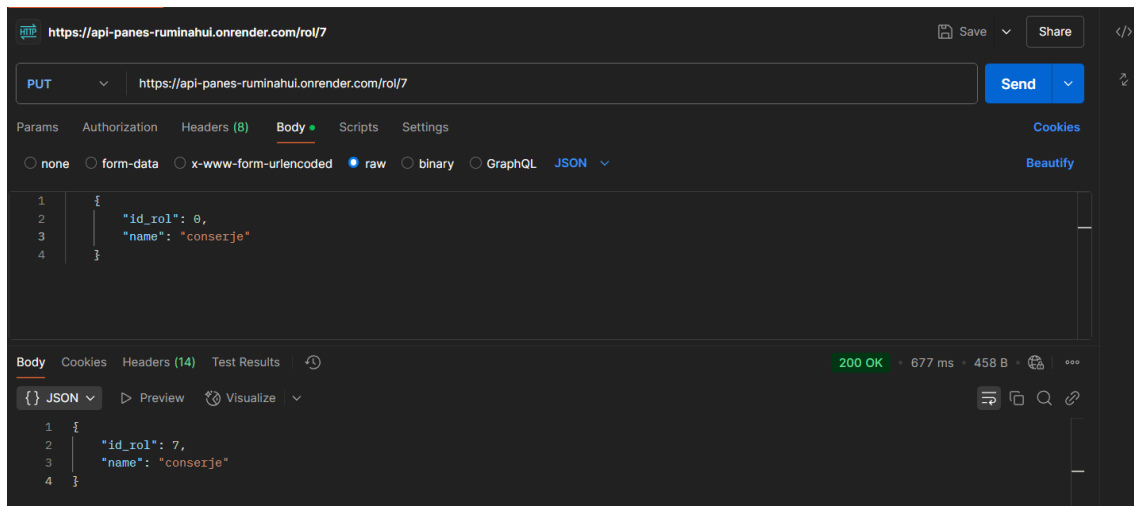 HTTP https://api-panes-ruminahui.onrender.com/rol/7 Save Share </>
PUT https://api-panes-ruminahui.onrender.com/rol/7 Send
Params Authorization Headers (8) Body Scripts Settings Cookies
none form-data x-www-form-urlencoded raw binary GraphQL JSON Beautify
1 {
2 "id_rol": 0,
3 "name": "conserje"
4 }
Body Cookies Headers (14) Test Results 200 OK 677 ms 458 B
{} JSON Preview Visualize
1 {
2 "id_rol": 7,
3 "name": "conserje"
4 }